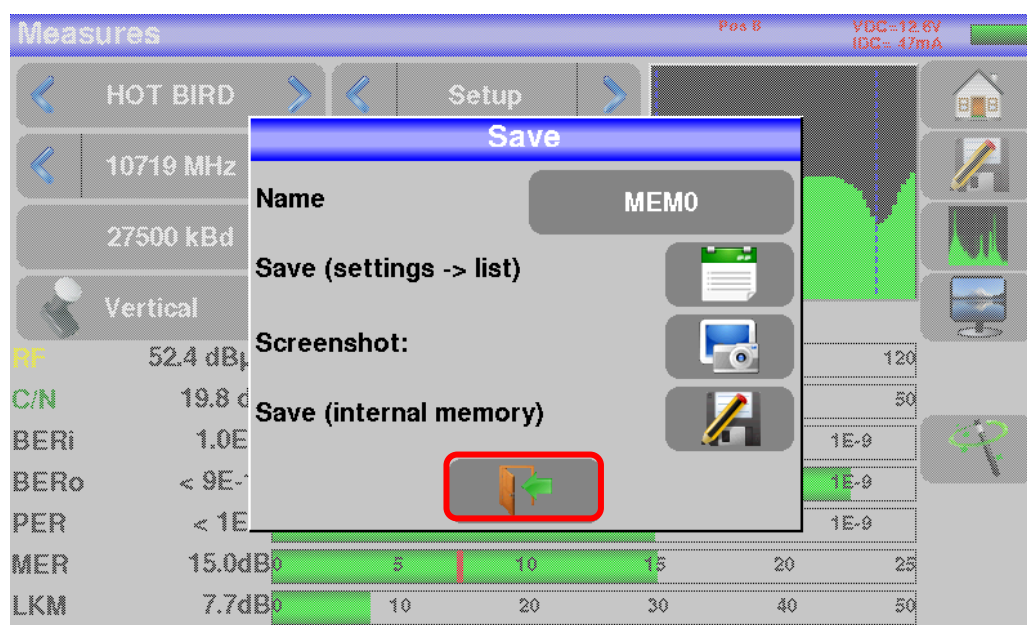 Measures
Pos 8
VDC=12.6V
IDC= 47mA
HOT BIRD
Setup
Save
10719 MHz
Name
MEM0
27500 kBd
Save (settings -> list)
Vertical
Screenshot:
RF 52.4 dBµ 120
C/N 19.8 d 50
Save (internal memory)
BERi 1.0E 1E-9
BERo < 9E- 1E-9
PER < 1E 1E-9
MER 15.0dB 0 5 10 15 20 25
LKM 7.7dB 0 10 20 30 40 50